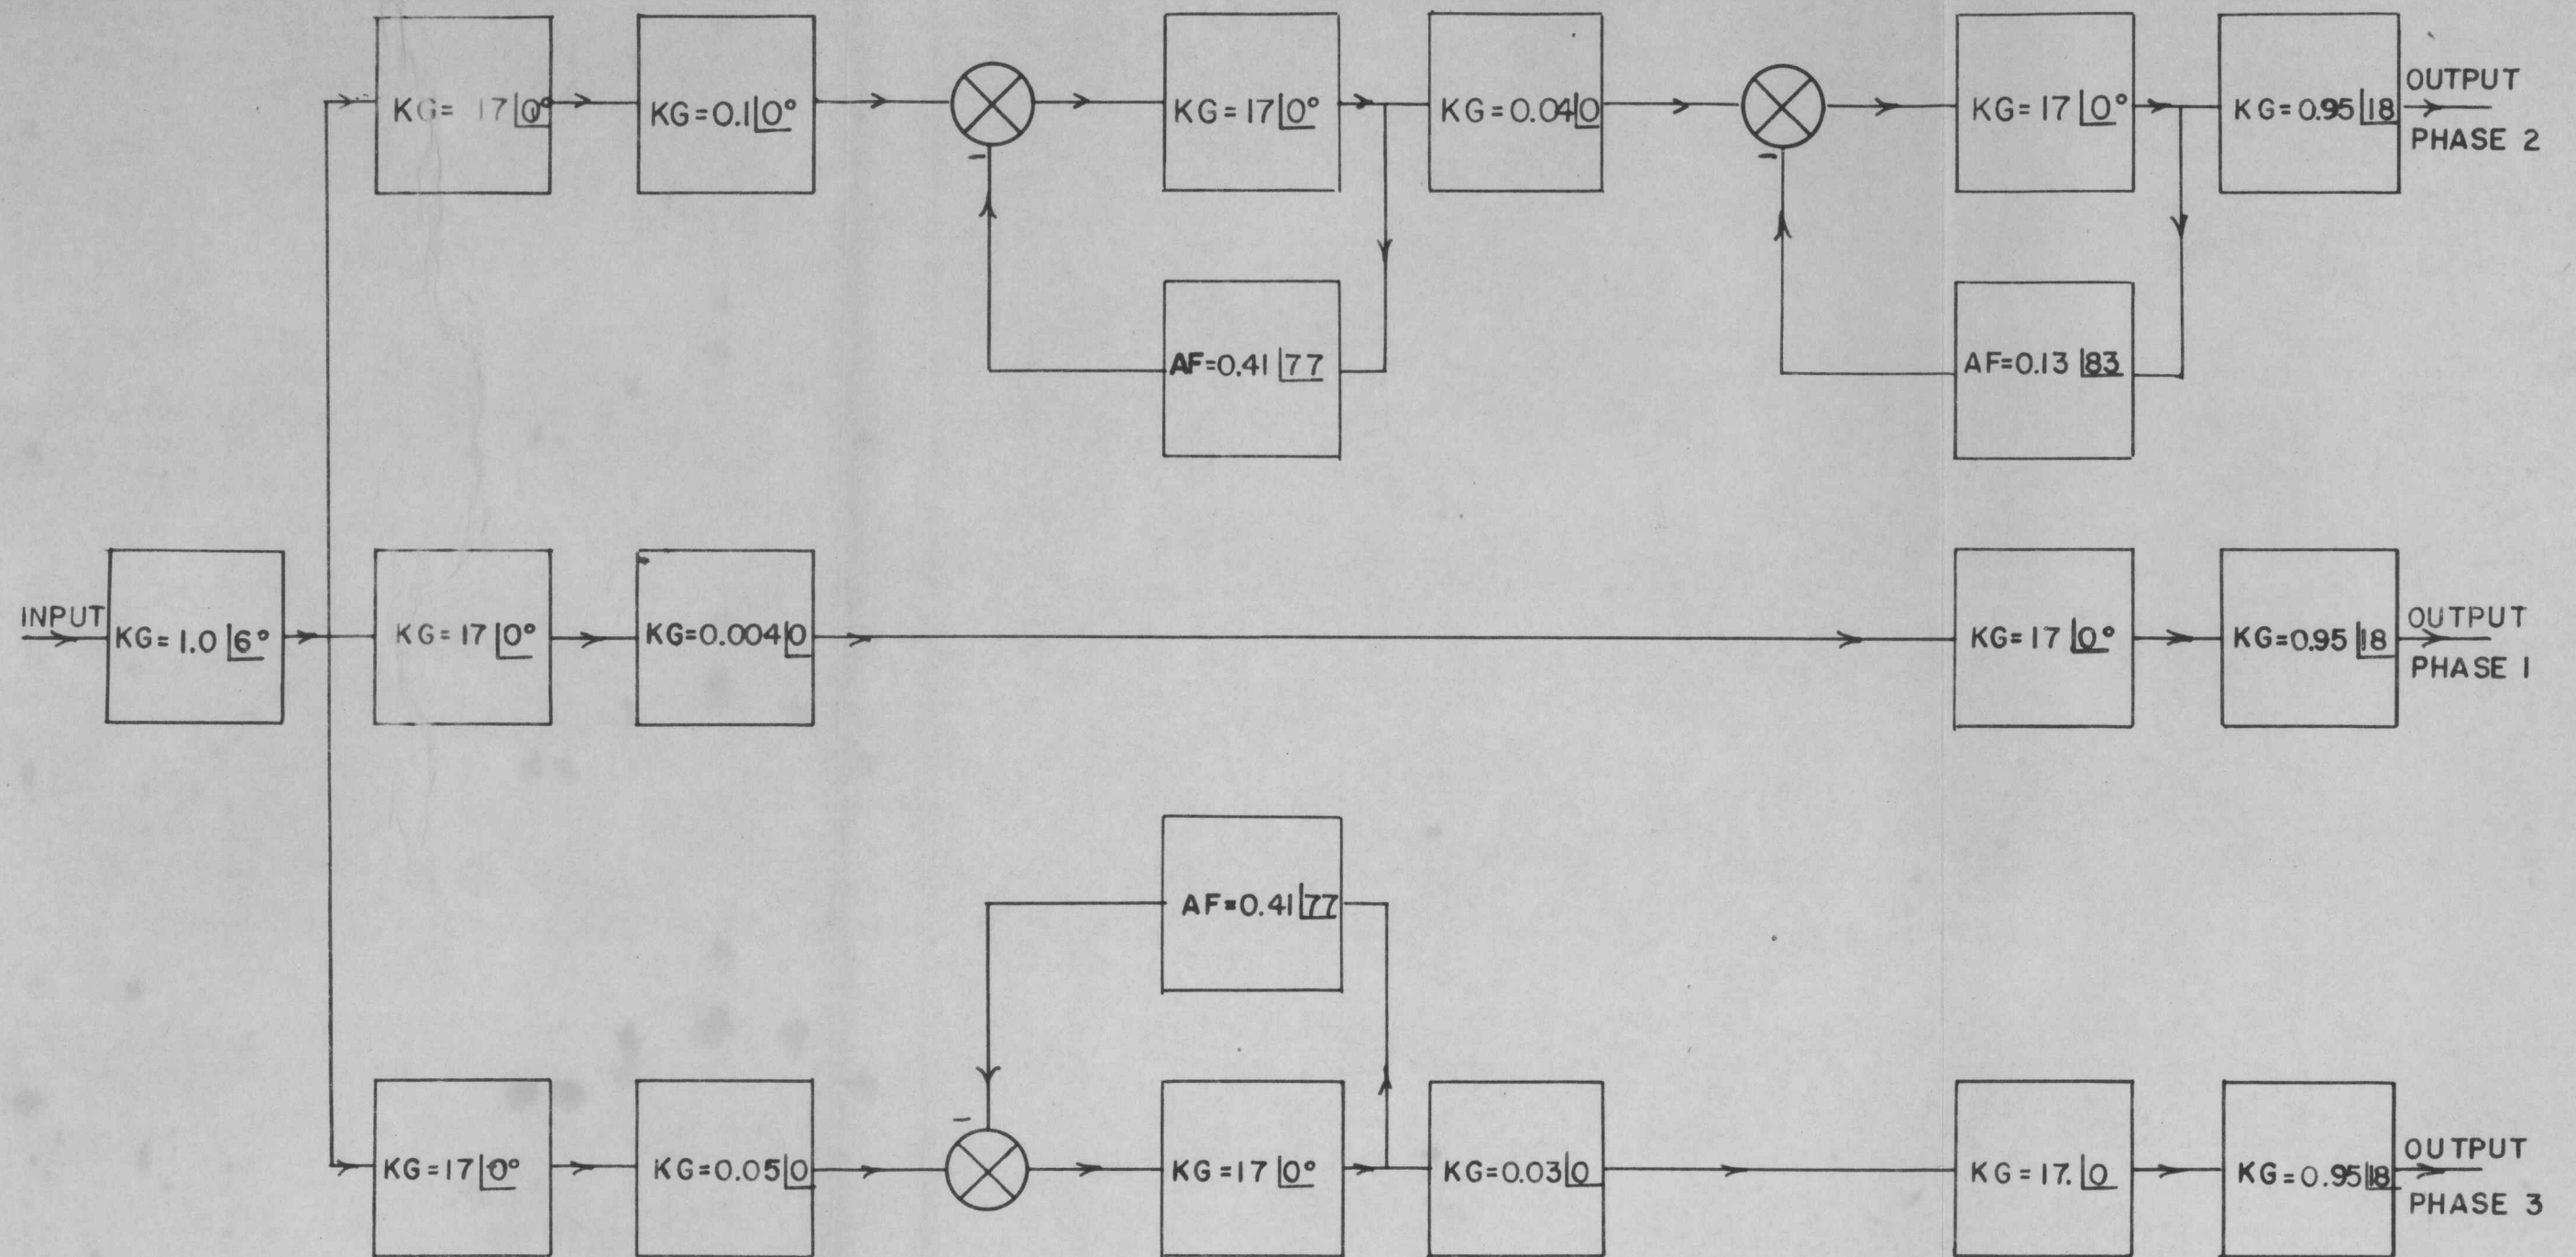 KG= 17|0°
KG=0.1|0°
KG=17|0°
KG=0.04|0
KG=17|0°
KG=0.95|18
OUTPUT
PHASE 2
-
-
AF=0.41|77
AF=0.13|83
INPUT
KG=1.0|6°
KG=17|0°
KG=0.004|0
KG=17|0°
KG=0.95|18
OUTPUT
PHASE 1
AF=0.41|77
-
KG=17|0°
KG=0.05|0
KG=17|0°
KG=0.03|0
KG=17.|0
KG=0.95|18
OUTPUT
PHASE 3